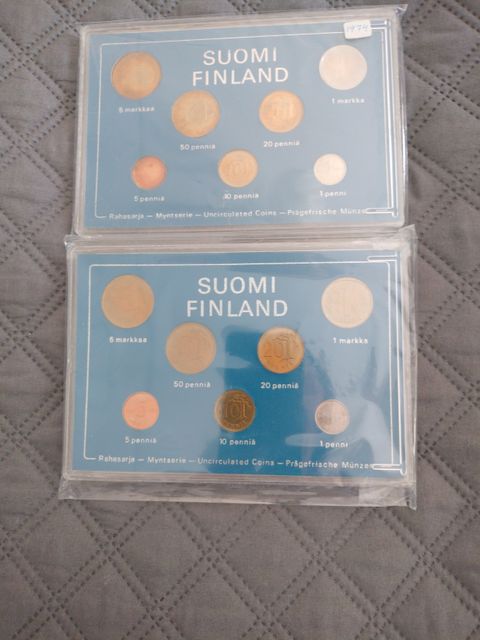 1974
SUOMI
FINLAND
5 markkaa
1 markka
50 penniä
20 penniä
5 penniä
10 penniä
1 penni
Rahasarja — Myntserie — Uncirculated Coins — Prägefrische Münzen
SUOMI
FINLAND
5 markkaa
1 markka
50 penniä
20 penniä
5 penniä
10 penniä
1 penni
Rahasarja — Myntserie — Uncirculated Coins — Prägefrische Münzen